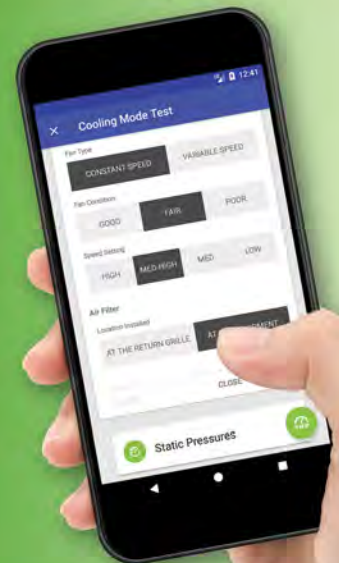 12:41
Cooling Mode Test
Fan Type
CONSTANT SPEED VARIABLE SPEED
Fan Condition
GOOD FAIR POOR
Speed Setting
HIGH MED-HIGH MED LOW
Air Filter
Location Installed
AT THE RETURN GRILLE AT
CLOSE
Static Pressures